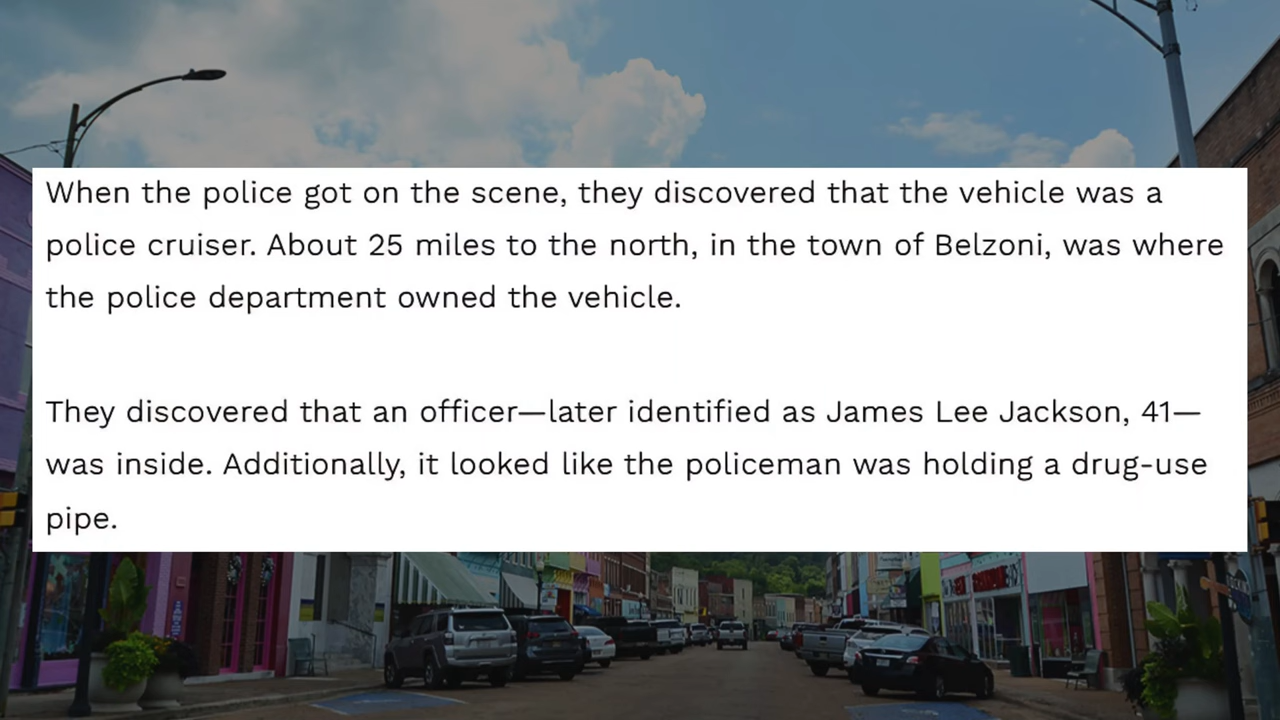 When the police got on the scene, they discovered that the vehicle was a
police cruiser. About 25 miles to the north, in the town of Belzoni, was where
the police department owned the vehicle.
They discovered that an officer—later identified as James Lee Jackson, 41—
was inside. Additionally, it looked like the policeman was holding a drug-use
pipe.